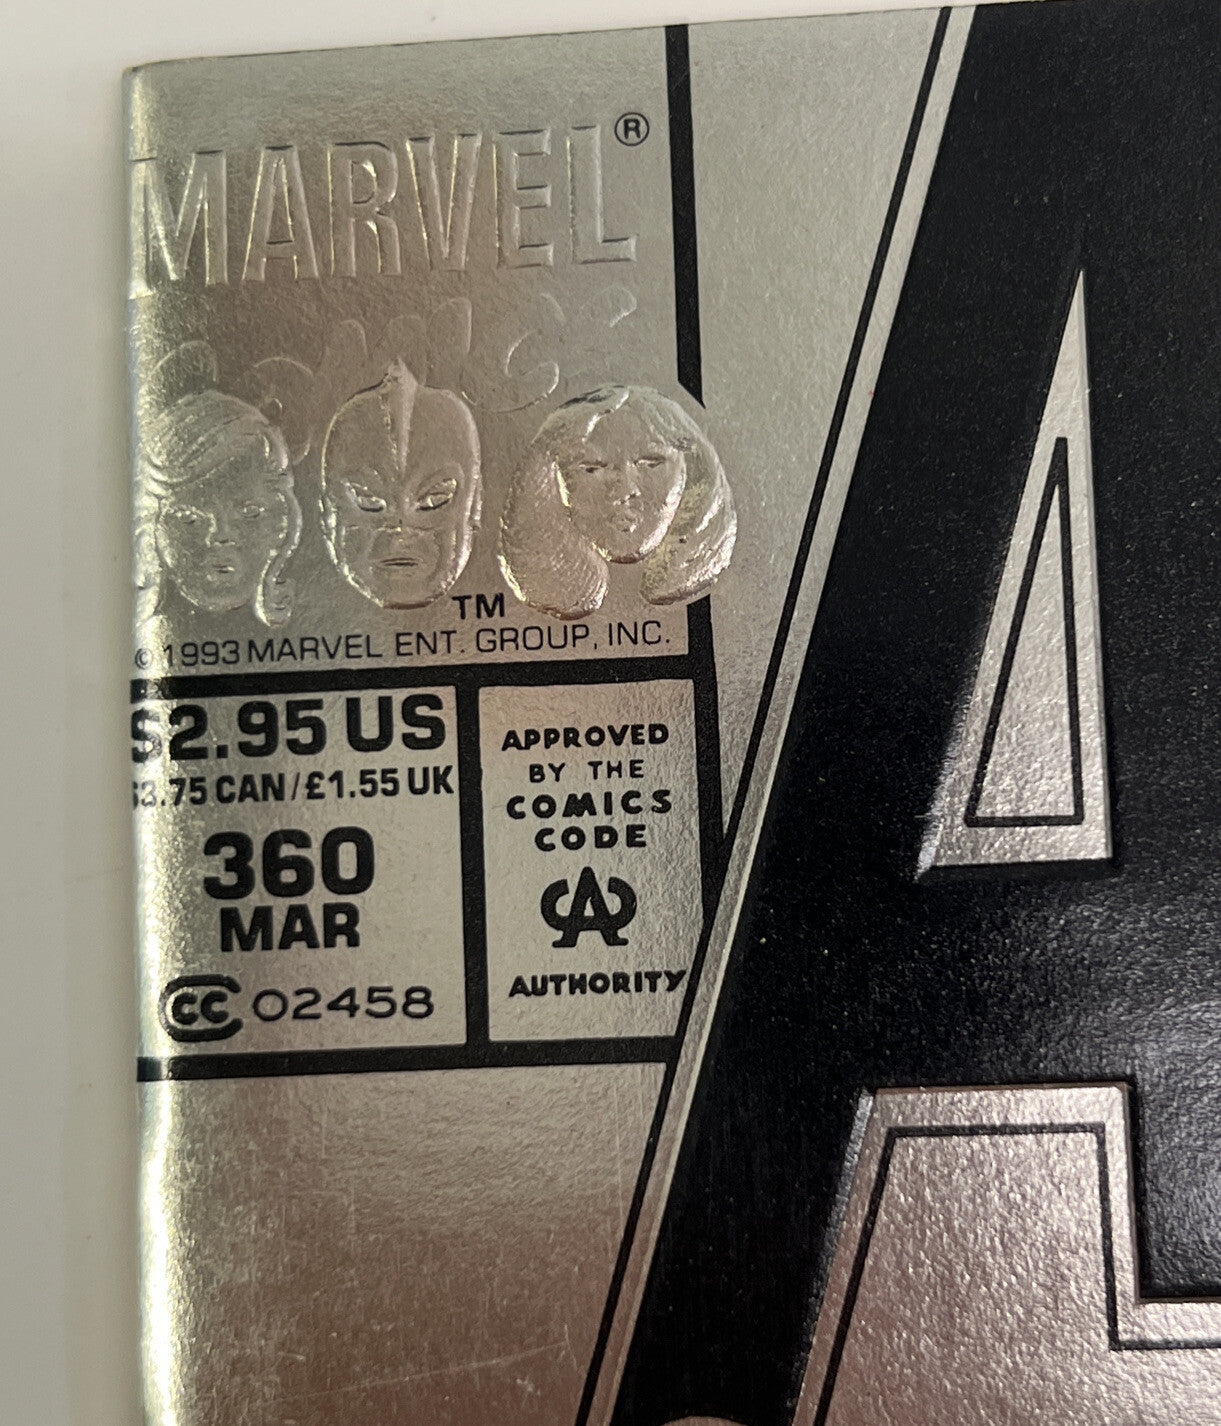 MARVEL®
COMICS
TM
© 1993 MARVEL ENT. GROUP, INC.
$2.95 US
$3.75 CAN/£1.55 UK
360
MAR
CC 02458
APPROVED
BY THE
COMICS
CODE
CA
AUTHORITY
A